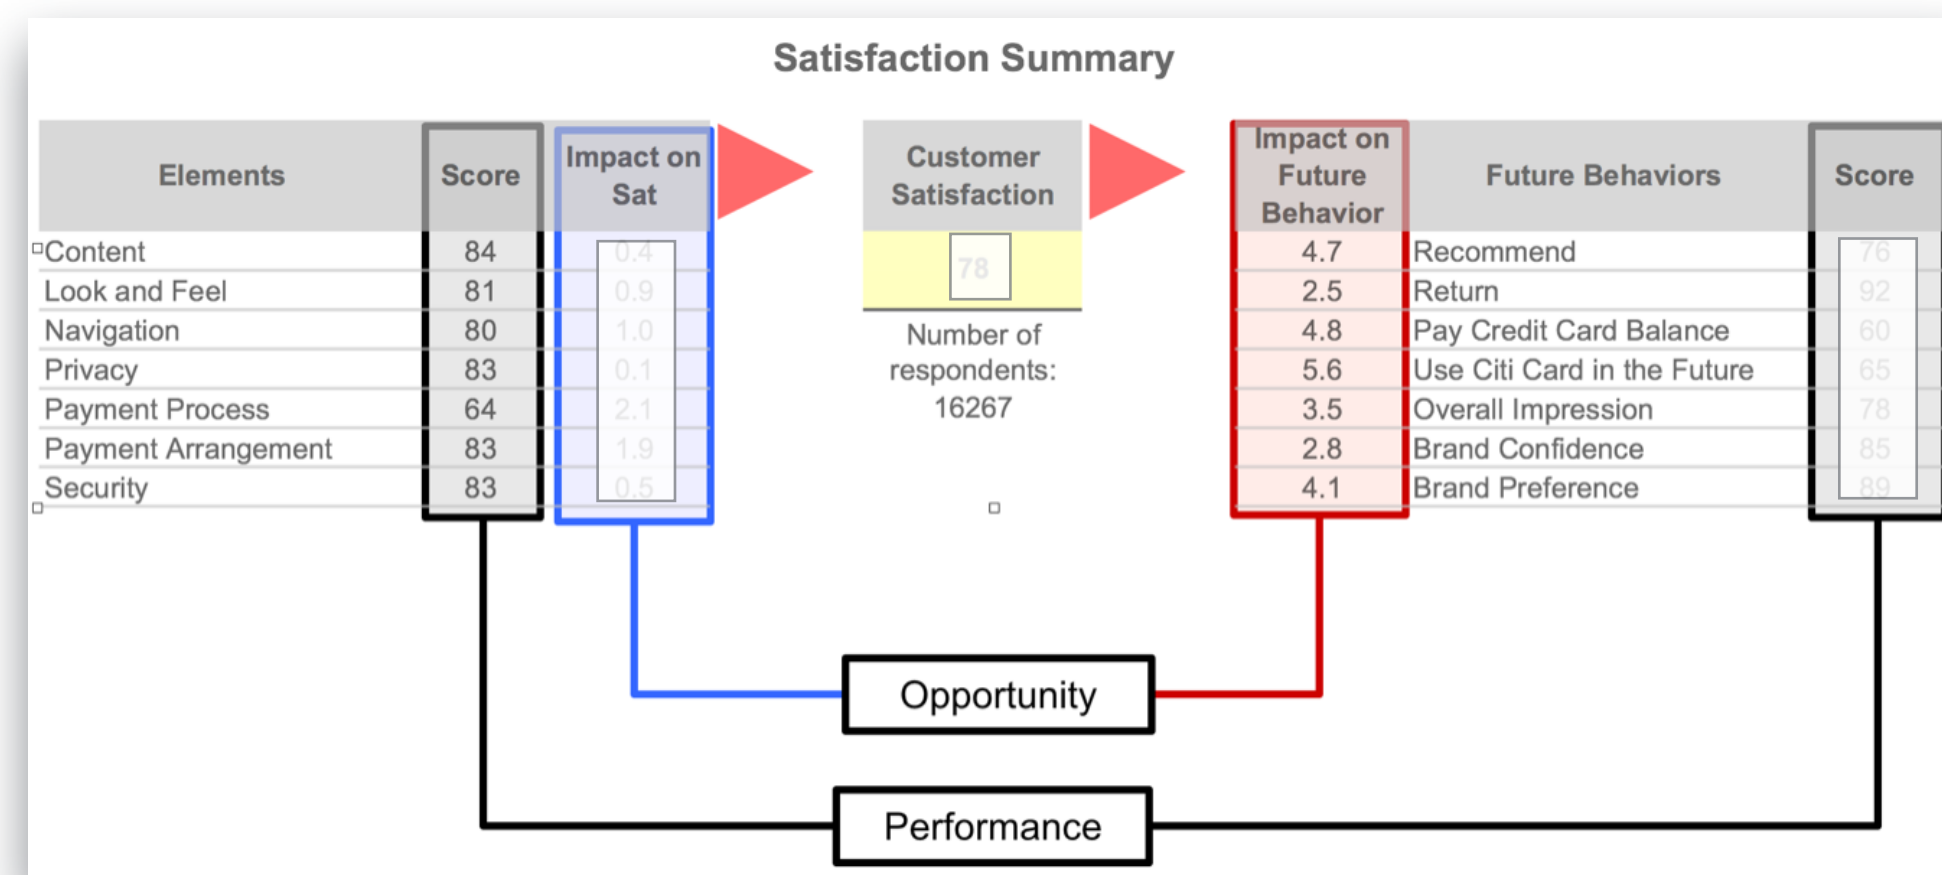 Satisfaction Summary
Elements Score Impact on Sat Customer Satisfaction Impact on Future Behavior Future Behaviors Score
Content 84 0.4 78 4.7 Recommend 76
Look and Feel 81 0.9 2.5 Return 92
Navigation 80 1.0 4.8 Pay Credit Card Balance 60
Privacy 83 0.1 5.6 Use Citi Card in the Future 65
Payment Process 64 2.1 3.5 Overall Impression 78
Payment Arrangement 83 1.9 2.8 Brand Confidence 85
Security 83 0.5 4.1 Brand Preference 89
Number of
respondents:
16267
Opportunity
Performance